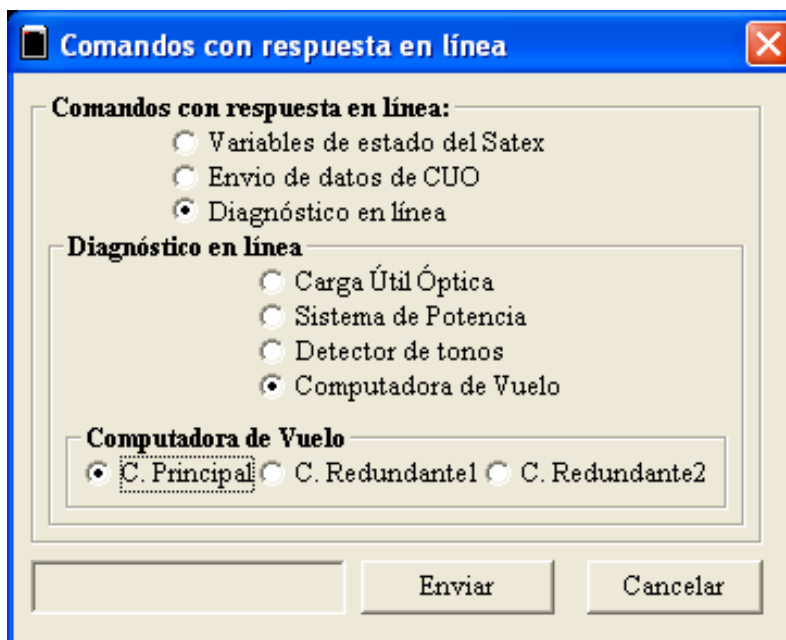 Comandos con respuesta en línea
Comandos con respuesta en línea:
Variables de estado del Satex
Envio de datos de CUO
Diagnóstico en línea
Diagnóstico en línea
Carga Útil Óptica
Sistema de Potencia
Detector de tonos
Computadora de Vuelo
Computadora de Vuelo
C. Principal C. Redundante1 C. Redundante2
Enviar Cancelar